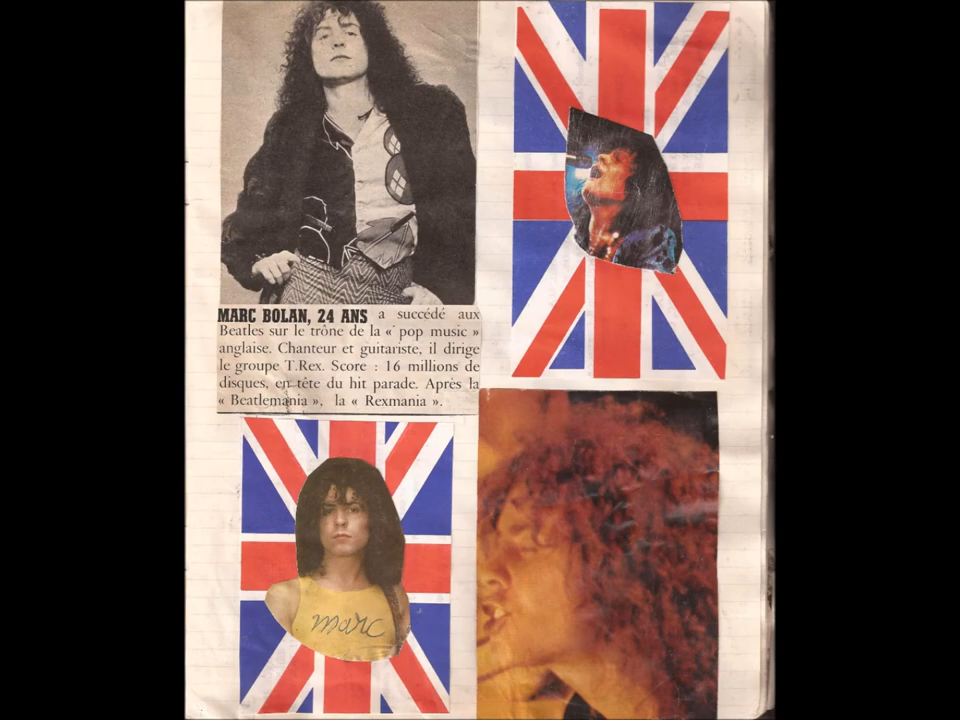 MARC BOLAN, 24 ANS a succédé aux
Beatles sur le trône de la « pop music »
anglaise. Chanteur et guitariste, il dirige
le groupe T.Rex. Score : 16 millions de
disques, en tête du hit parade. Après la
« Beatlemania », la « Rexmania ».
marc